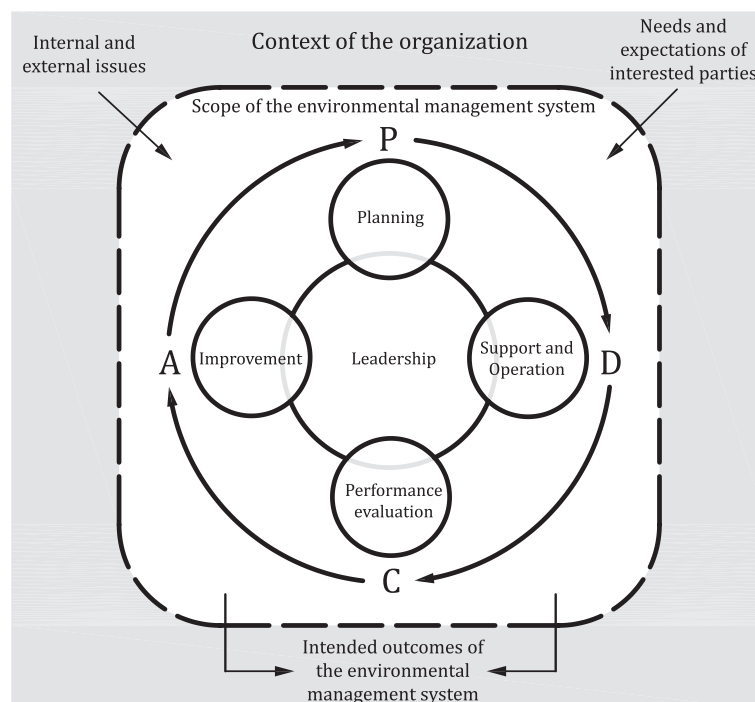 Internal and
external issues
Context of the organization
Needs and
expectations of
interested parties
Scope of the environmental management system
P
Planning
A
Improvement
Leadership
Support and
Operation
D
Performance
evaluation
C
Intended outcomes of
the environmental
management system